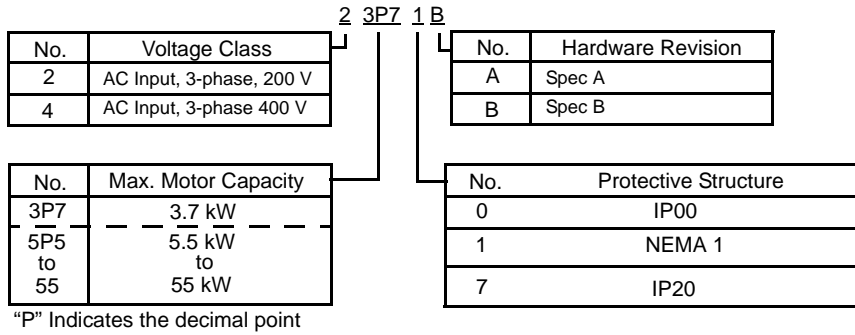 2 3P7 1 B
No. Voltage Class
2 AC Input, 3-phase, 200 V
4 AC Input, 3-phase 400 V
No. Hardware Revision
A Spec A
B Spec B
No. Max. Motor Capacity
3P7 3.7 kW
5P5 5.5 kW
to to
55 55 kW
"P" Indicates the decimal point
No. Protective Structure
0 IP00
1 NEMA 1
7 IP20